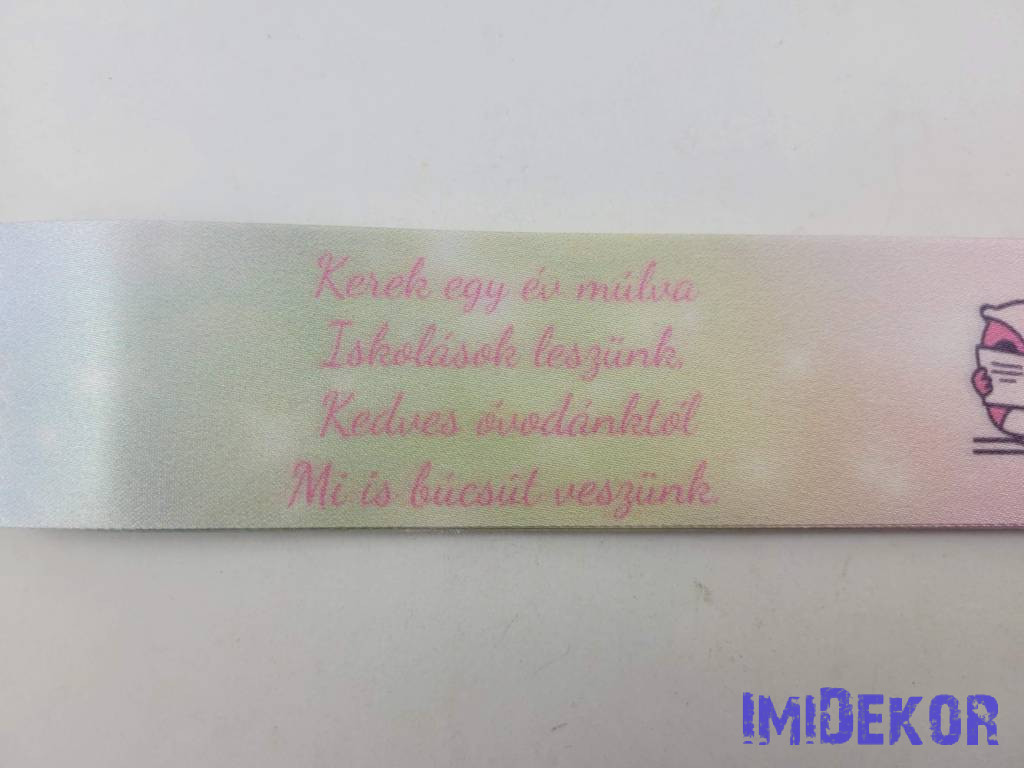 Kerek egy év múlva
Iskolások leszünk,
Kedves óvodánktól
Mi is búcsút veszünk.
IMIDEKOR